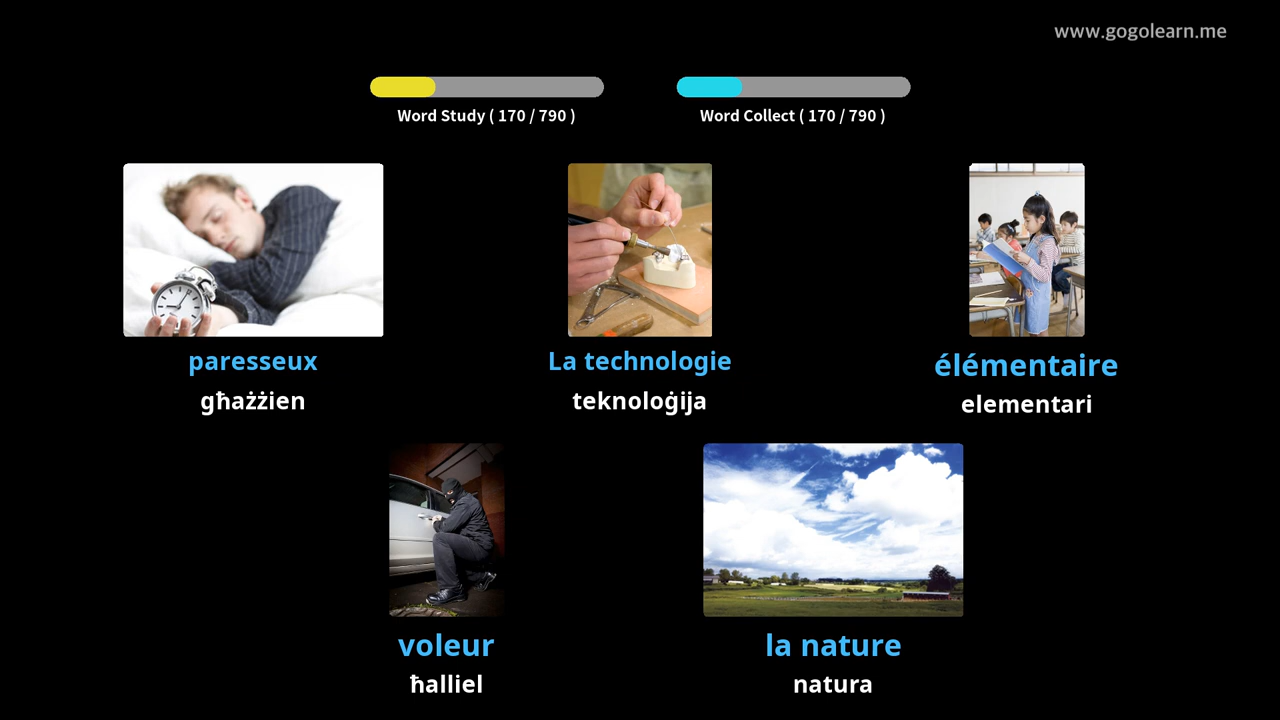 www.gogolearn.me
Word Study ( 170 / 790 )
Word Collect ( 170 / 790 )
paresseux
għażżien
La technologie
teknoloġija
élémentaire
elementari
voleur
ħalliel
la nature
natura